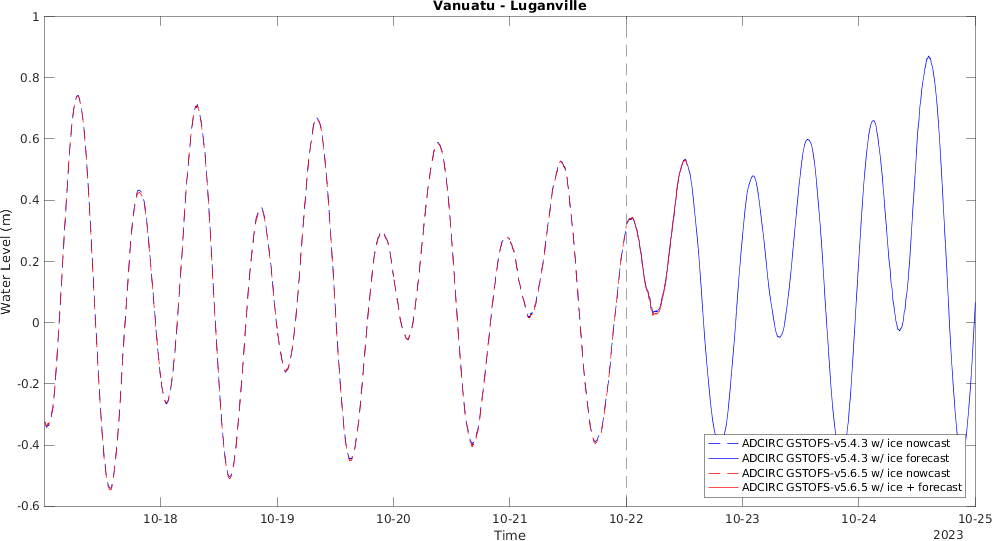 Vanuatu - Luganville
1
0.8
0.6
0.4
0.2
0
-0.2
-0.4
-0.6
Water Level (m)
10-18
10-19
10-20
10-21
10-22
10-23
10-24
10-25
Time
2023
ADCIRC GSTOFS-v5.4.3 w/ ice nowcast
ADCIRC GSTOFS-v5.4.3 w/ ice forecast
ADCIRC GSTOFS-v5.6.5 w/ ice nowcast
ADCIRC GSTOFS-v5.6.5 w/ ice + forecast